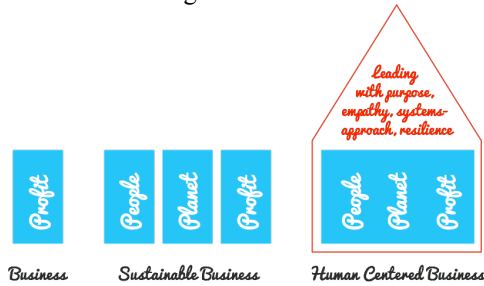 Leading
with purpose,
empathy, systems-
approach, resilience
Profit
People
Planet
Profit
People
Planet
Profit
Business
Sustainable Business
Human Centered Business